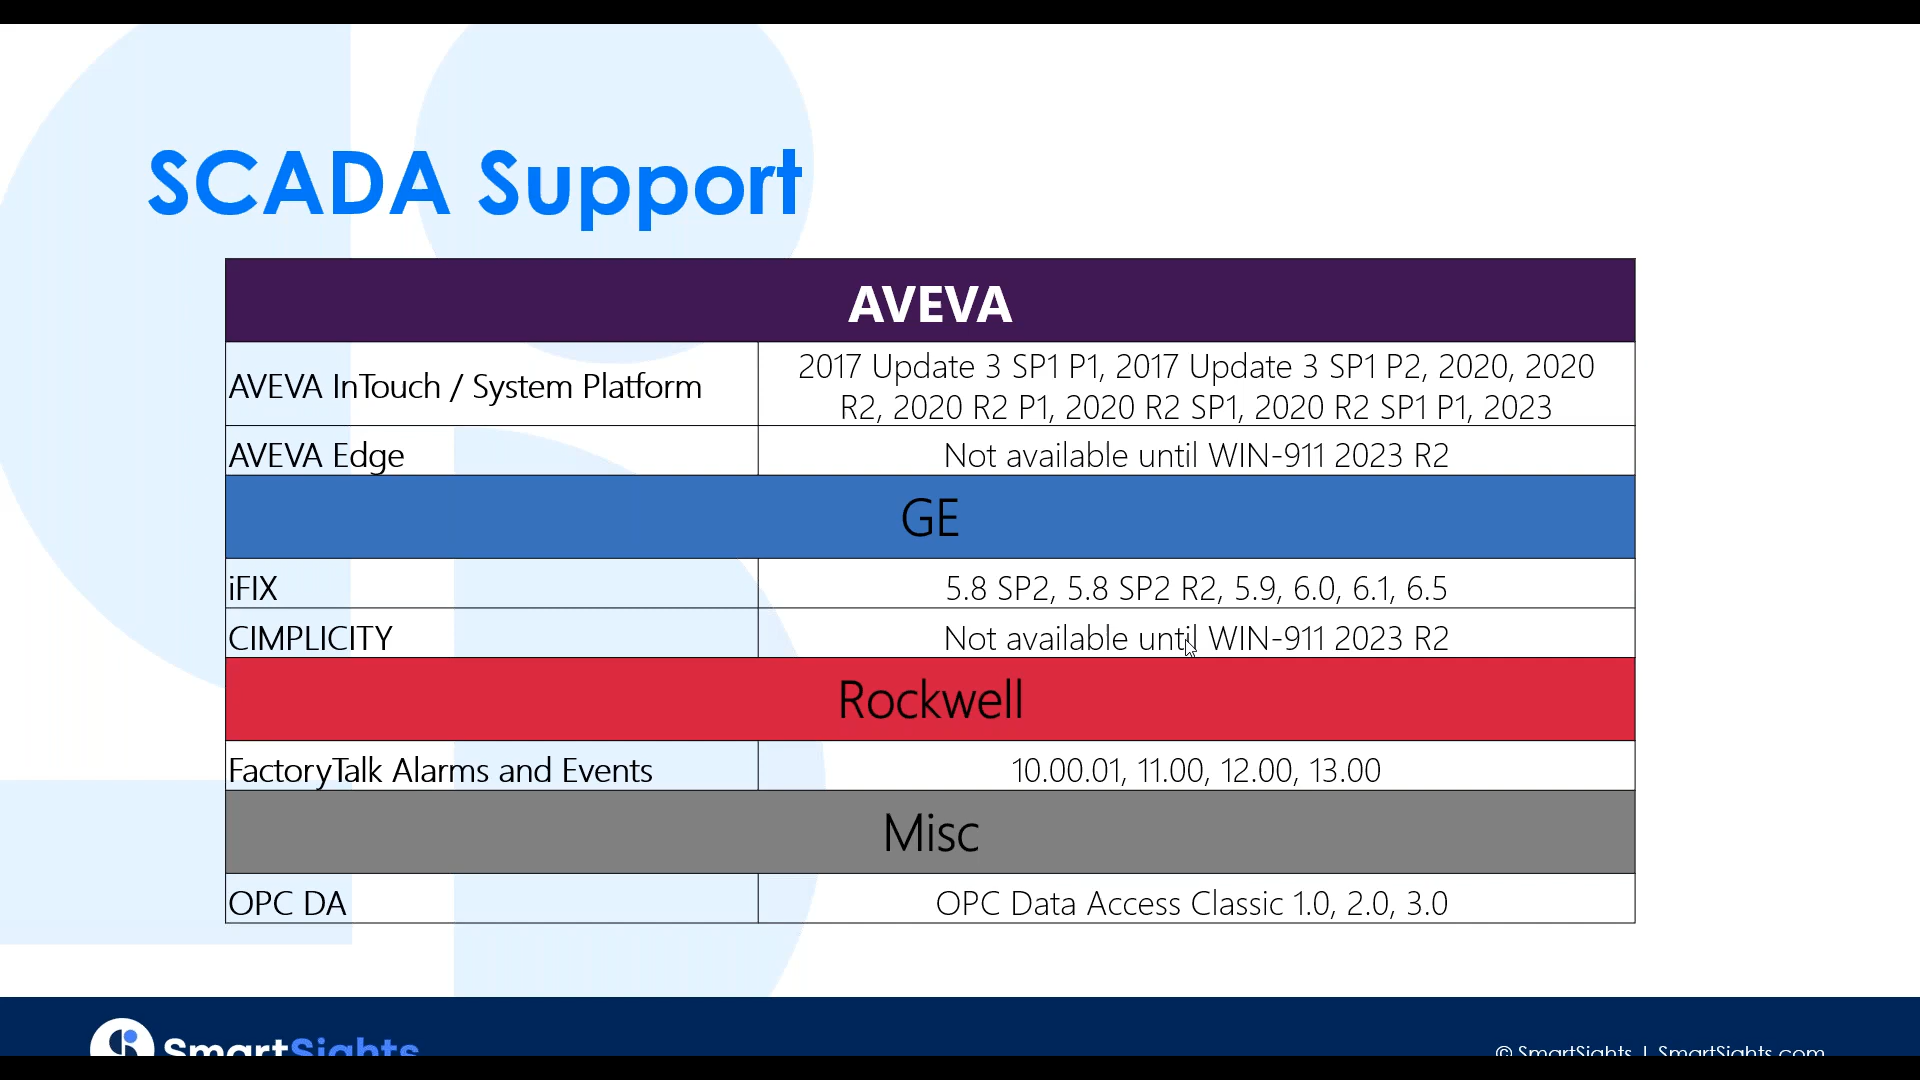 SCADA Support
AVEVA
AVEVA InTouch / System Platform
2017 Update 3 SP1 P1, 2017 Update 3 SP1 P2, 2020, 2020
R2, 2020 R2 P1, 2020 R2 SP1, 2020 R2 SP1 P1, 2023
AVEVA Edge
Not available until WIN-911 2023 R2
GE
iFIX
5.8 SP2, 5.8 SP2 R2, 5.9, 6.0, 6.1, 6.5
CIMPLICITY
Not available until WIN-911 2023 R2
Rockwell
FactoryTalk Alarms and Events
10.00.01, 11.00, 12.00, 13.00
Misc
OPC DA
OPC Data Access Classic 1.0, 2.0, 3.0
SmartSights
© SmartSights | SmartSights.com